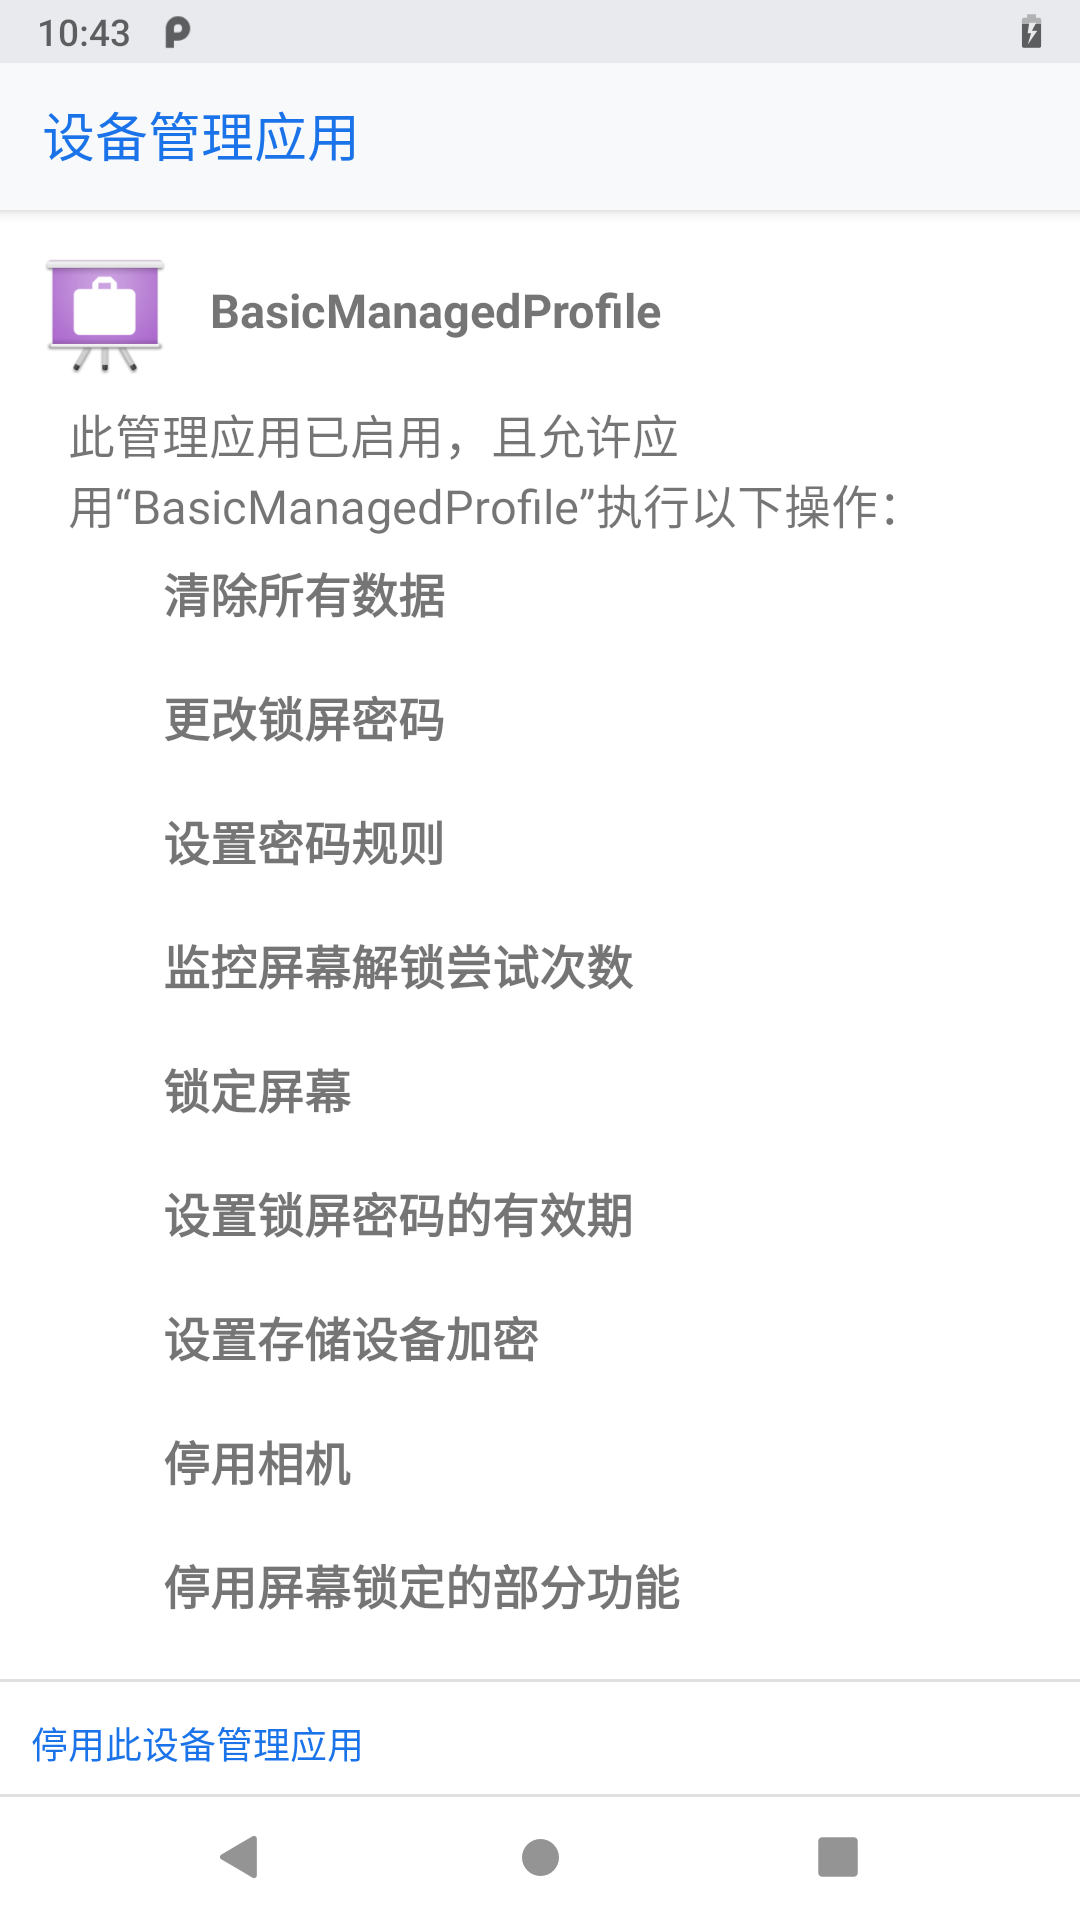 10:43
设备管理应用
BasicManagedProfile
此管理应用已启用，且允许应
用“BasicManagedProfile”执行以下操作：
清除所有数据
更改锁屏密码
设置密码规则
监控屏幕解锁尝试次数
锁定屏幕
设置锁屏密码的有效期
设置存储设备加密
停用相机
停用屏幕锁定的部分功能
停用此设备管理应用